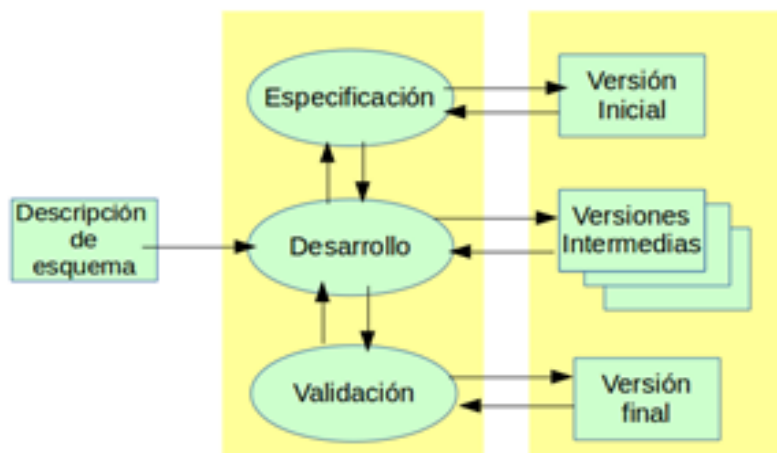 Especificación
Versión
Inicial
Descripción
de
esquema
Desarrollo
Versiones
Intermedias
Validación
Versión
final